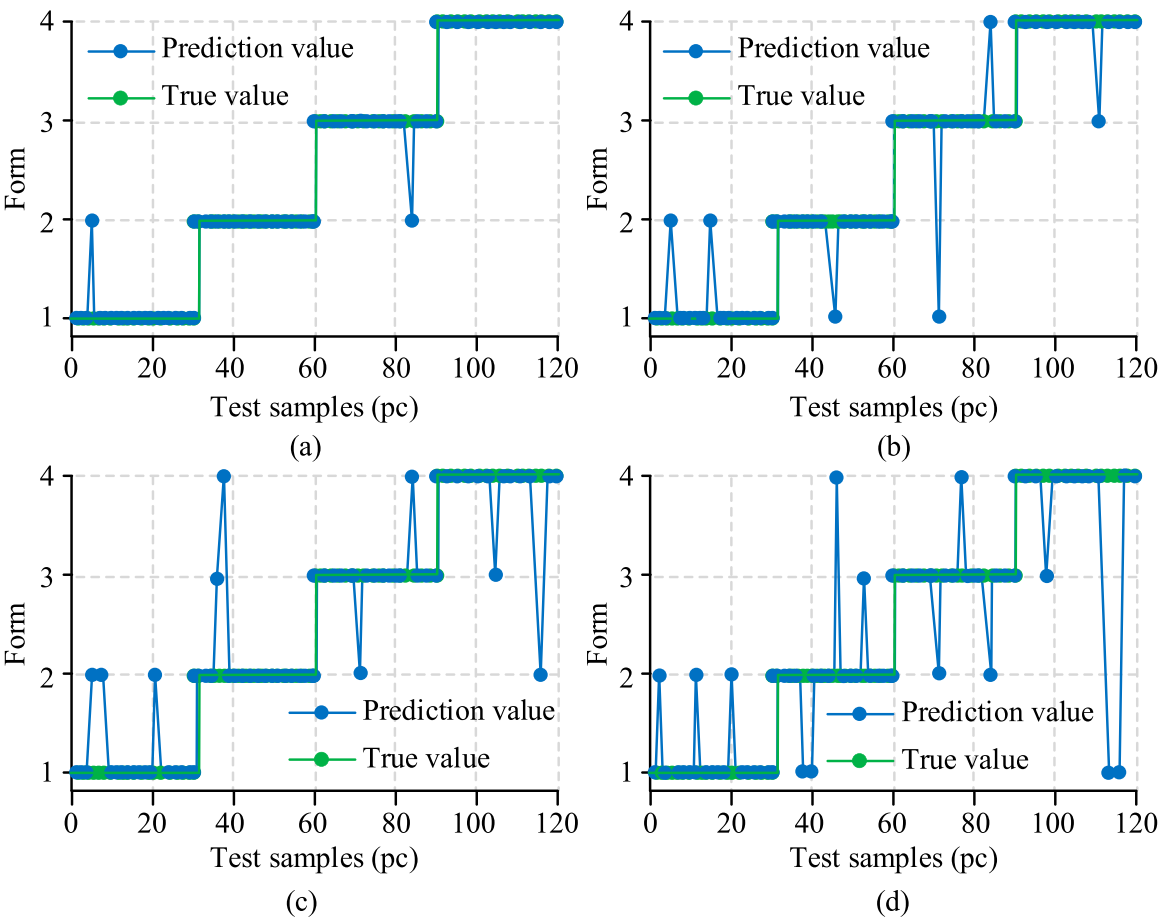 4
3
2
1
Form
Prediction value
True value
0 20 40 60 80 100 120
Test samples (pc)
(a)
4
3
2
1
Form
Prediction value
True value
0 20 40 60 80 100 120
Test samples (pc)
(b)
4
3
2
1
Form
Prediction value
True value
0 20 40 60 80 100 120
Test samples (pc)
(c)
4
3
2
1
Form
Prediction value
True value
0 20 40 60 80 100 120
Test samples (pc)
(d)